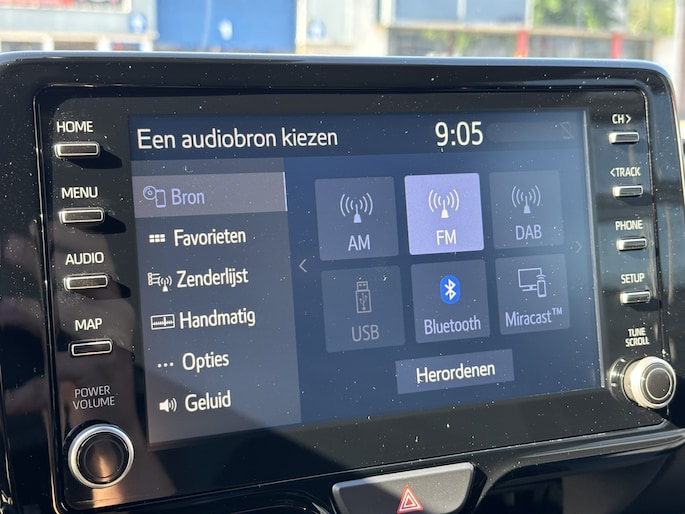 HOME
MENU
AUDIO
MAP
POWER
VOLUME
Een audiobron kiezen
9:05
Bron
Favorieten
Zenderlijst
Handmatig
Opties
Geluid
AM
FM
DAB
USB
Bluetooth
Miracast™
Herordenen
CH >
< TRACK
PHONE
SETUP
TUNE
SCROLL